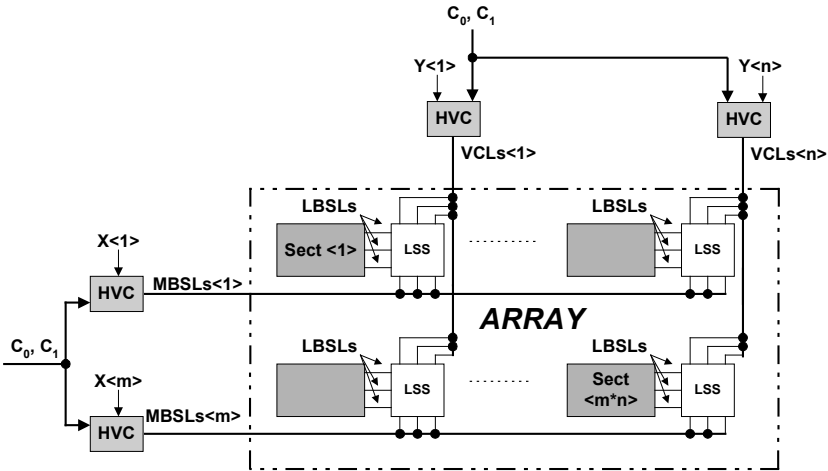 C₀, C₁
Y<1>
Y<n>
HVC
HVC
VCLs<1>
VCLs<n>
LBSLs
LBSLs
X<1>
Sect <1>
LSS
............
LSS
HVC
MBSLs<1>
ARRAY
C₀, C₁
LBSLs
LBSLs
X<m>
LSS
............
Sect
<m*n>
LSS
MBSLs<m>
HVC